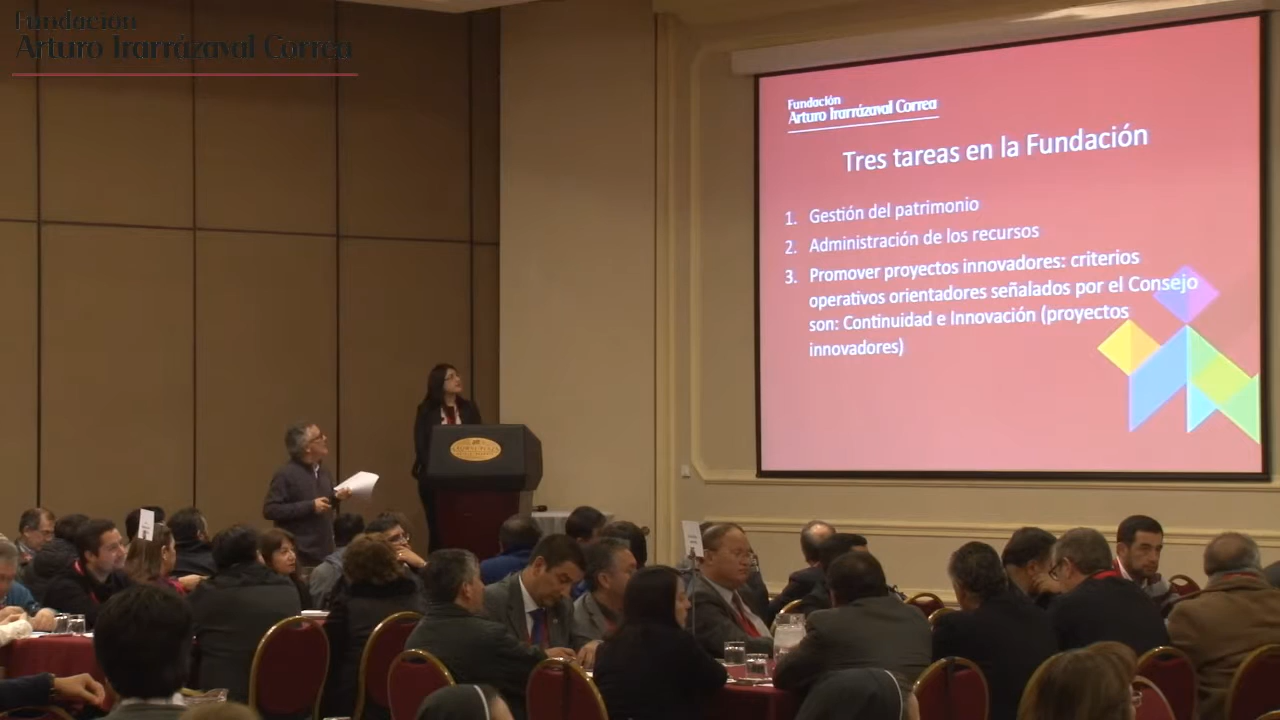 Fundación
Arturo Irarrázaval Correa
Fundación
Arturo Irarrázaval Correa
Tres tareas en la Fundación
1. Gestión del patrimonio
2. Administración de los recursos
3. Promover proyectos innovadores: criterios
operativos orientadores señalados por el Consejo
son: Continuidad e Innovación (proyectos
innovadores)